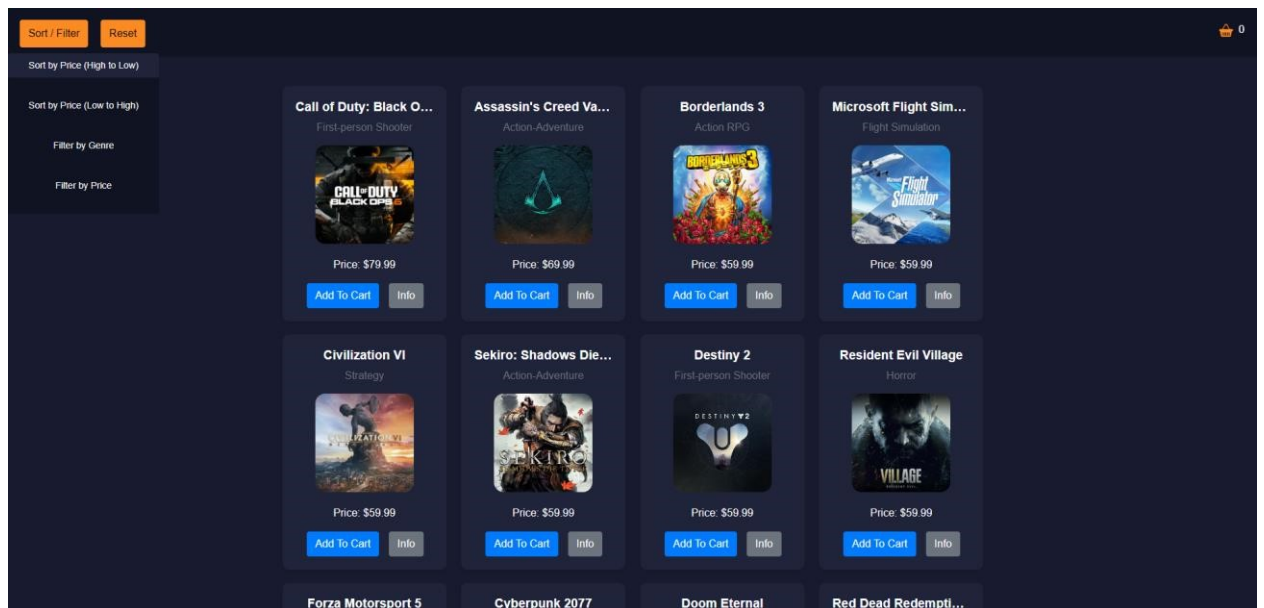 Sort / Filter Reset 0
Sort by Price (High to Low)
Sort by Price (Low to High)
Filter by Genre
Filter by Price
Call of Duty: Black O...
First-person Shooter
CALL OF DUTY
BLACK OPS 6
Price: $79.99
Add To Cart Info
Assassin's Creed Va...
Action-Adventure
Price: $69.99
Add To Cart Info
Borderlands 3
Action RPG
BORDERLANDS 3
Price: $59.99
Add To Cart Info
Microsoft Flight Sim...
Flight Simulation
Microsoft
Flight
Simulator
Price: $59.99
Add To Cart Info
Civilization VI
Strategy
CIVILIZATION VI
Price: $59.99
Add To Cart Info
Sekiro: Shadows Die...
Action-Adventure
SEKIRO
Price: $59.99
Add To Cart Info
Destiny 2
First-person Shooter
DESTINY 2
Price: $59.99
Add To Cart Info
Resident Evil Village
Horror
VILLAGE
RESIDENT EVIL
Price: $59.99
Add To Cart Info
Forza Motorsport 5
Cyberpunk 2077
Doom Eternal
Red Dead Redempti...